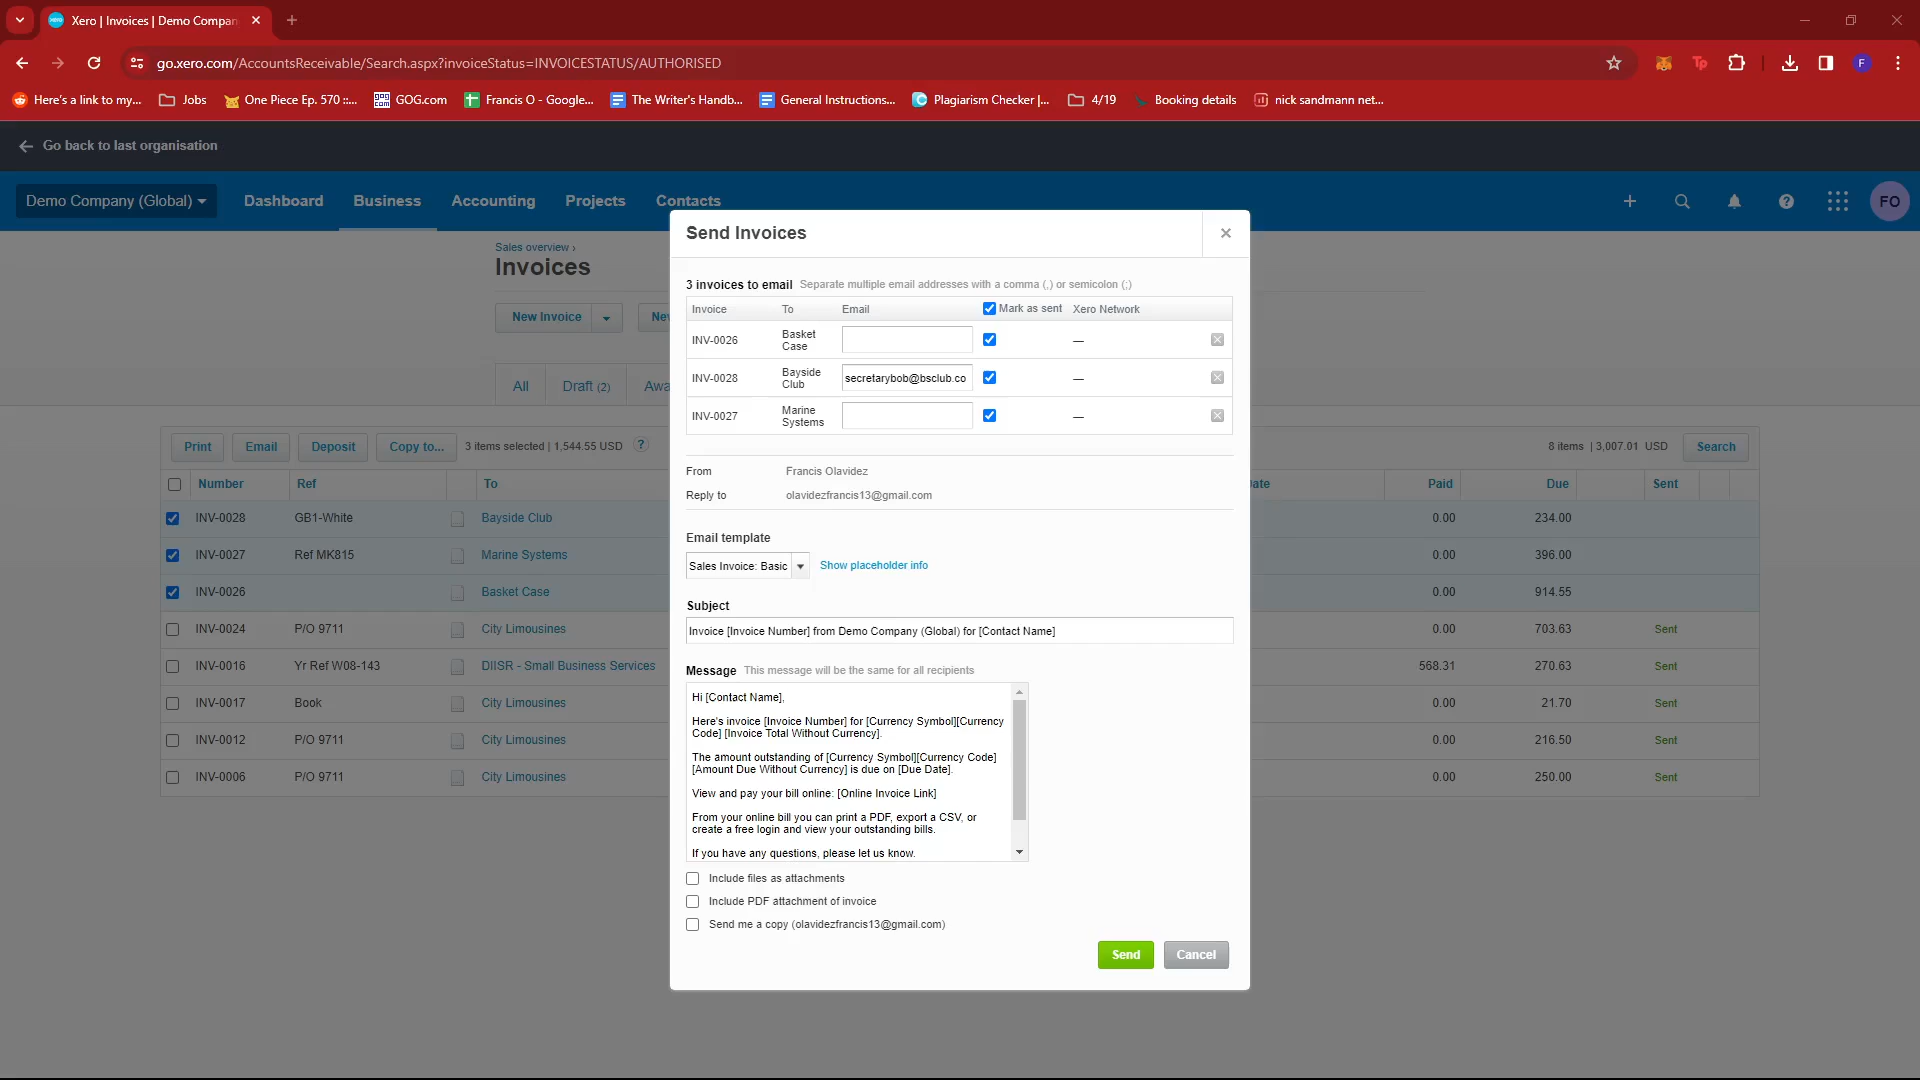 Xero | Invoices | Demo Compan
go.xero.com/AccountsReceivable/Search.aspx?invoiceStatus=INVOICESTATUS/AUTHORISED
Tp
F
Here's a link to my...
Jobs
One Piece Ep. 570 ::...
GOG.com
Francis O - Google...
The Writer's Handb...
General Instructions...
Plagiarism Checker |...
4/19
Booking details
nick sandmann net...
Go back to last organisation
Demo Company (Global)
Dashboard
Business
Accounting
Projects
Contacts
FO
Sales overview ›
Invoices
New Invoice
Ne
All
Draft (2)
Awa
Print
Email
Deposit
Copy to...
3 items selected | 1,544.55 USD
?
8 items | 3,007.01 USD
Search
Number Ref To ate Paid Due Sent
INV-0028 GB1-White Bayside Club 0.00 234.00
INV-0027 Ref MK815 Marine Systems 0.00 396.00
INV-0026 Basket Case 0.00 914.55
INV-0024 P/O 9711 City Limousines 0.00 703.63 Sent
INV-0016 Yr Ref W08-143 DIISR - Small Business Services 568.31 270.63 Sent
INV-0017 Book City Limousines 0.00 21.70 Sent
INV-0012 P/O 9711 City Limousines 0.00 216.50 Sent
INV-0006 P/O 9711 City Limousines 0.00 250.00 Sent
Send Invoices
3 invoices to email Separate multiple email addresses with a comma (,) or semicolon (;)
Invoice To Email Mark as sent Xero Network
INV-0026 Basket Case —
INV-0028 Bayside Club secretarybob@bsclub.co —
INV-0027 Marine Systems —
From Francis Olavidez
Reply to olavidezfrancis13@gmail.com
Email template
Sales Invoice: Basic
Show placeholder info
Subject
Invoice [Invoice Number] from Demo Company (Global) for [Contact Name]
Message This message will be the same for all recipients
Hi [Contact Name],
Here's invoice [Invoice Number] for [Currency Symbol][Currency
Code] [Invoice Total Without Currency].
The amount outstanding of [Currency Symbol][Currency Code]
[Amount Due Without Currency] is due on [Due Date].
View and pay your bill online: [Online Invoice Link]
From your online bill you can print a PDF, export a CSV, or
create a free login and view your outstanding bills.
If you have any questions, please let us know.
Include files as attachments
Include PDF attachment of invoice
Send me a copy (olavidezfrancis13@gmail.com)
Send
Cancel